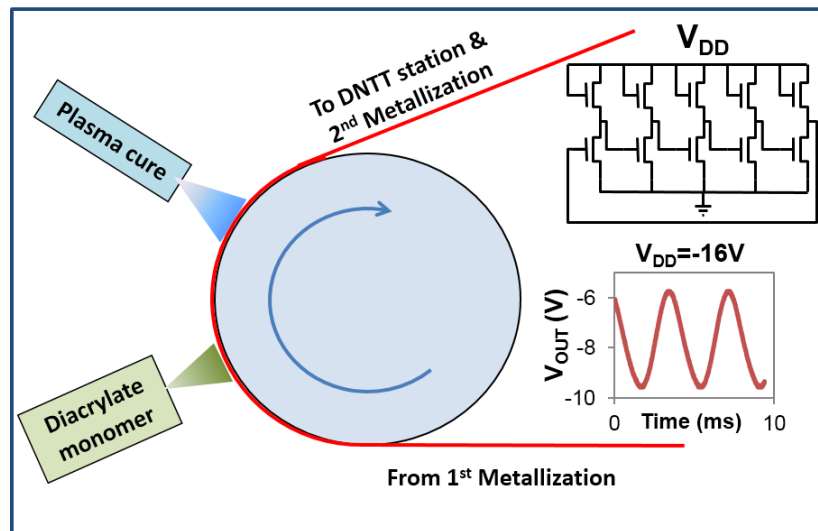 Plasma cure
Diacrylate
monomer
To DNTT station &
2nd Metallization
From 1st Metallization
VDD
VDD=-16V
VOUT (V)
-6
-8
-10
0
Time (ms)
10